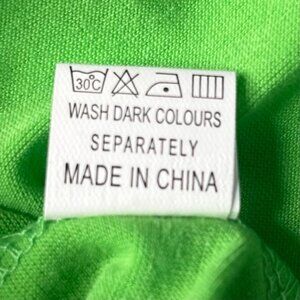 30°C
WASH DARK COLOURS
SEPARATELY
MADE IN CHINA